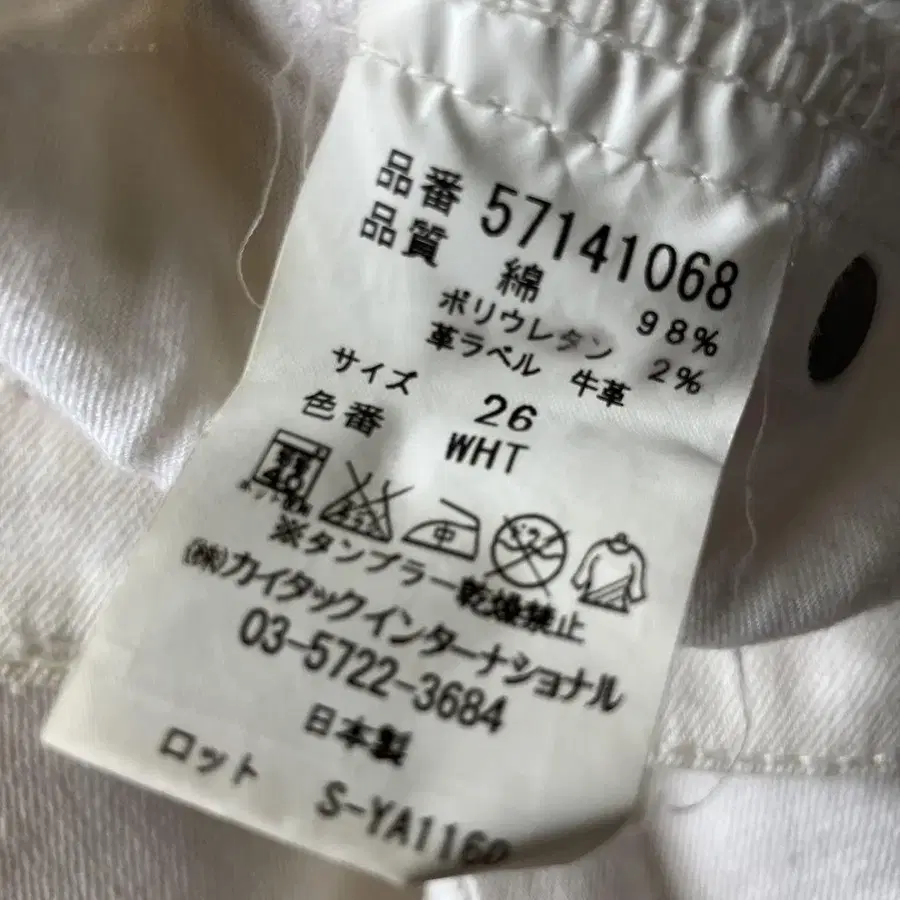 品番 57141068
品質 綿 98%
ポリウレタン 2%
革ラベル 牛革
サイズ 26
色番 WHT
40
中
※タンブラー乾燥禁止
㈱カイタックインターナショナル
03-5722-3684
日本製
ロット S-YA116